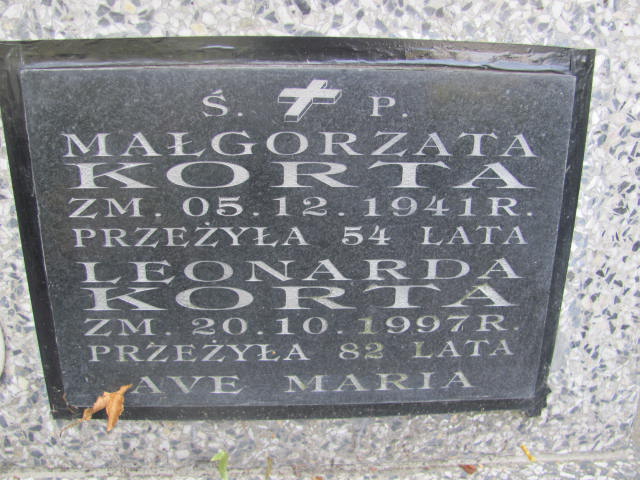 Ś. P.
MAŁGORZATA
KORTA
ZM. 05.12.1941R.
PRZEŻYŁA 54 LATA
LEONARDA
KORTA
ZM. 20.10.1997R.
PRZEŻYŁA 82 LATA
AVE MARIA